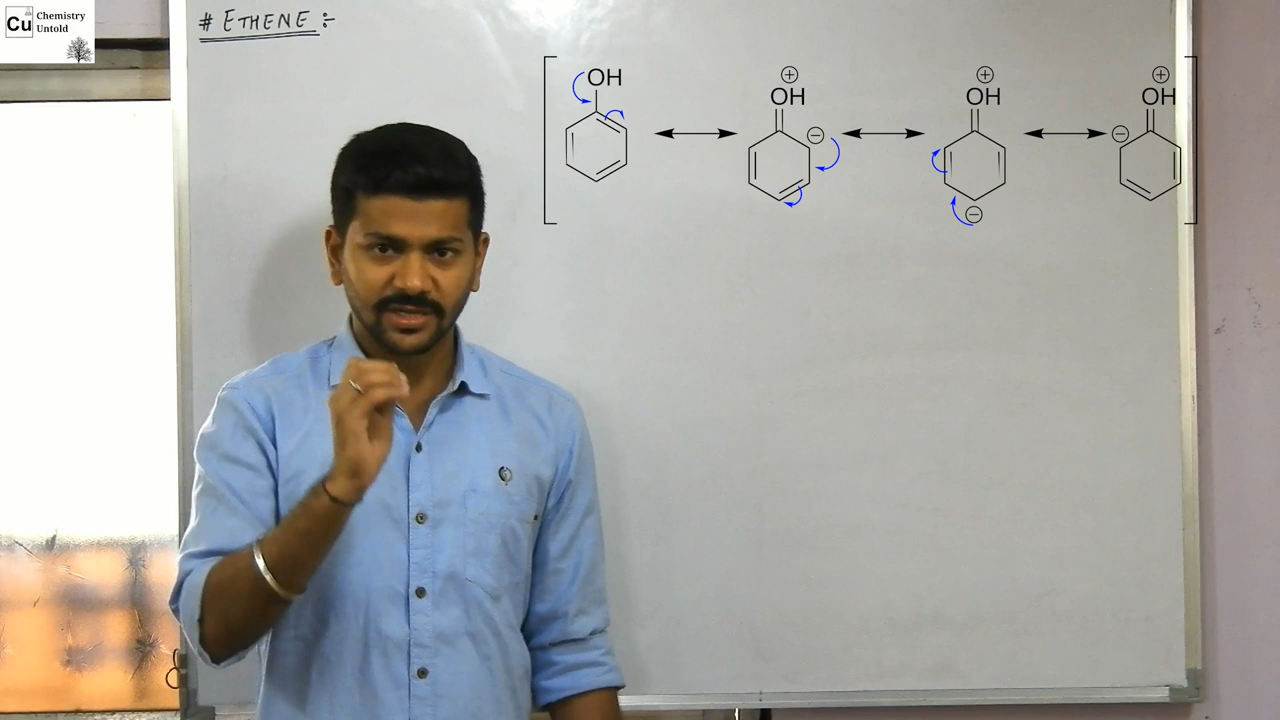 Cu Chemistry
Untold
# ETHENE :-
OH
⊕
OH
⊖
⊕
OH
⊖
⊕
OH
⊖